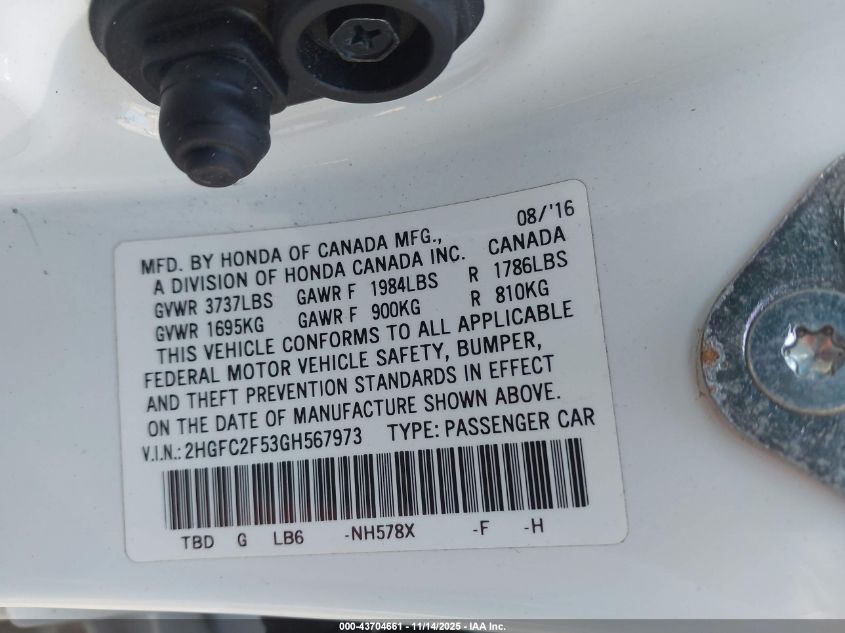 08/'16
MFD. BY HONDA OF CANADA MFG.,
A DIVISION OF HONDA CANADA INC. CANADA
GVWR 3737LBS GAWR F 1984LBS R 1786LBS
GVWR 1695KG GAWR F 900KG R 810KG
THIS VEHICLE CONFORMS TO ALL APPLICABLE
FEDERAL MOTOR VEHICLE SAFETY, BUMPER,
AND THEFT PREVENTION STANDARDS IN EFFECT
ON THE DATE OF MANUFACTURE SHOWN ABOVE.
V.I.N.: 2HGFC2F53GH567973 TYPE: PASSENGER CAR
TBD G LB6 -NH578X -F -H
000-43704661 - 11/14/2025 - IAA Inc.